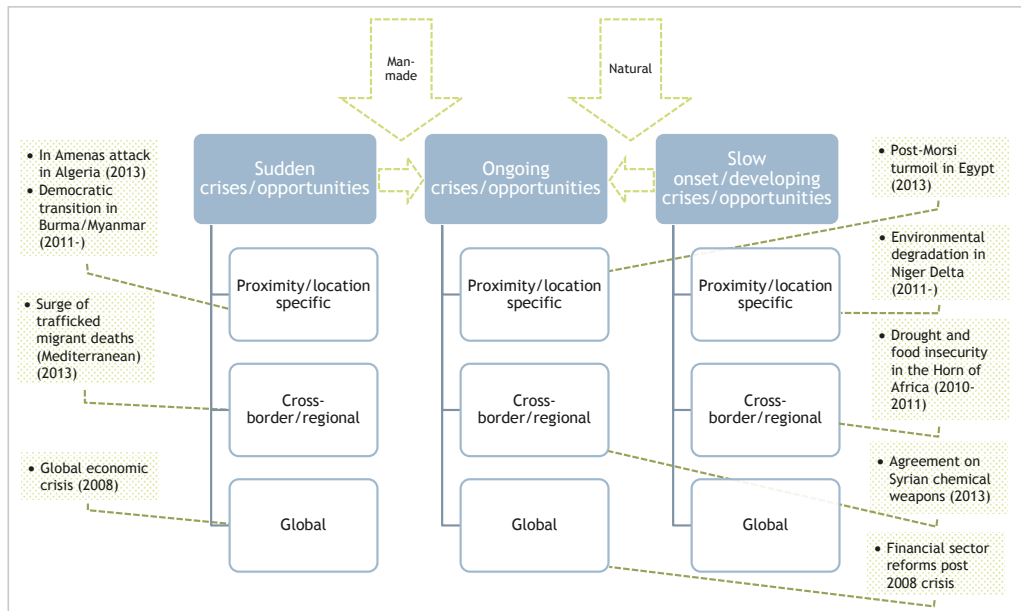 Man-
made
Natural
Sudden
crises/opportunities
Ongoing
crises/opportunities
Slow
onset/developing
crises/opportunities
• In Amenas attack
in Algeria (2013)
• Democratic
transition in
Burma/Myanmar
(2011-)
• Surge of
trafficked
migrant deaths
(Mediterranean)
(2013)
• Global economic
crisis (2008)
Proximity/location
specific
Cross-
border/regional
Global
Proximity/location
specific
Cross-
border/regional
Global
Proximity/location
specific
Cross-
border/regional
Global
• Post-Morsi
turmoil in Egypt
(2013)
• Environmental
degradation in
Niger Delta
(2011-)
• Drought and
food insecurity
in the Horn of
Africa (2010-
2011)
• Agreement on
Syrian chemical
weapons (2013)
• Financial sector
reforms post
2008 crisis